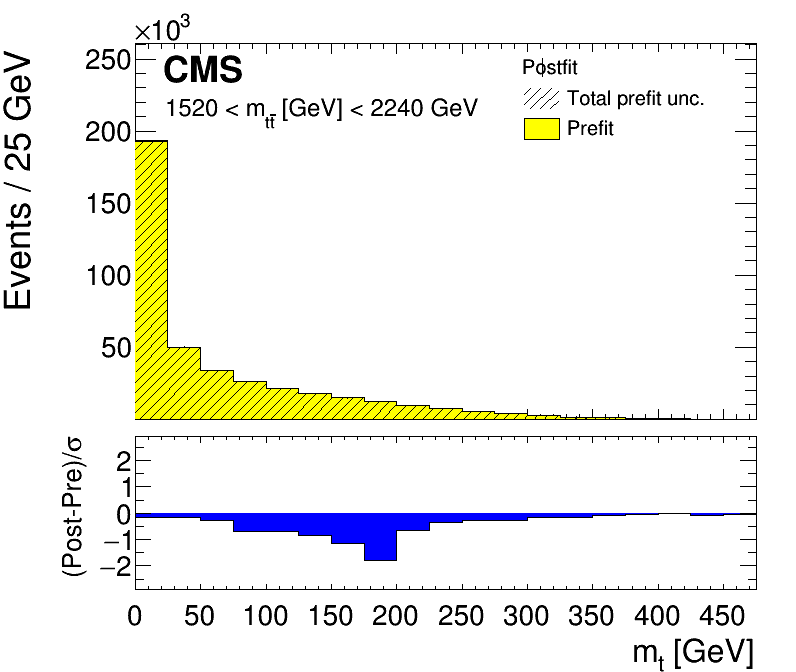 ×10³
Events / 25 GeV
250
200
150
100
50
CMS
1520 < m_tt̄ [GeV] < 2240 GeV
Postfit
Total prefit unc.
Prefit
(Post-Pre)/σ
2
1
0
−1
−2
0 50 100 150 200 250 300 350 400 450
m_t [GeV]